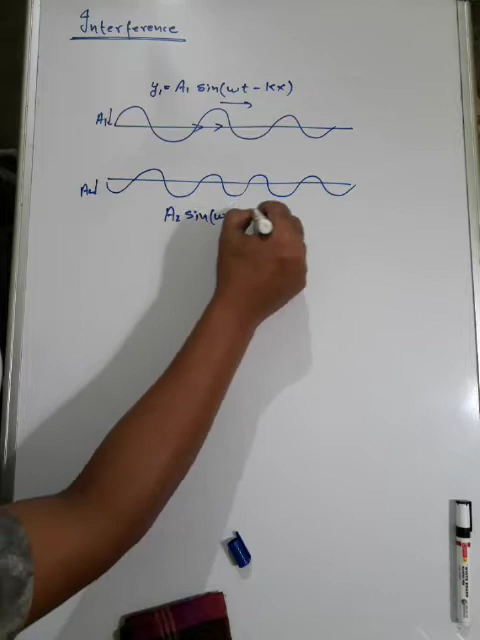 Interference
y₁ = A₁ sin(ωt - kx)
A₁
A₂
A₂ sin(ω